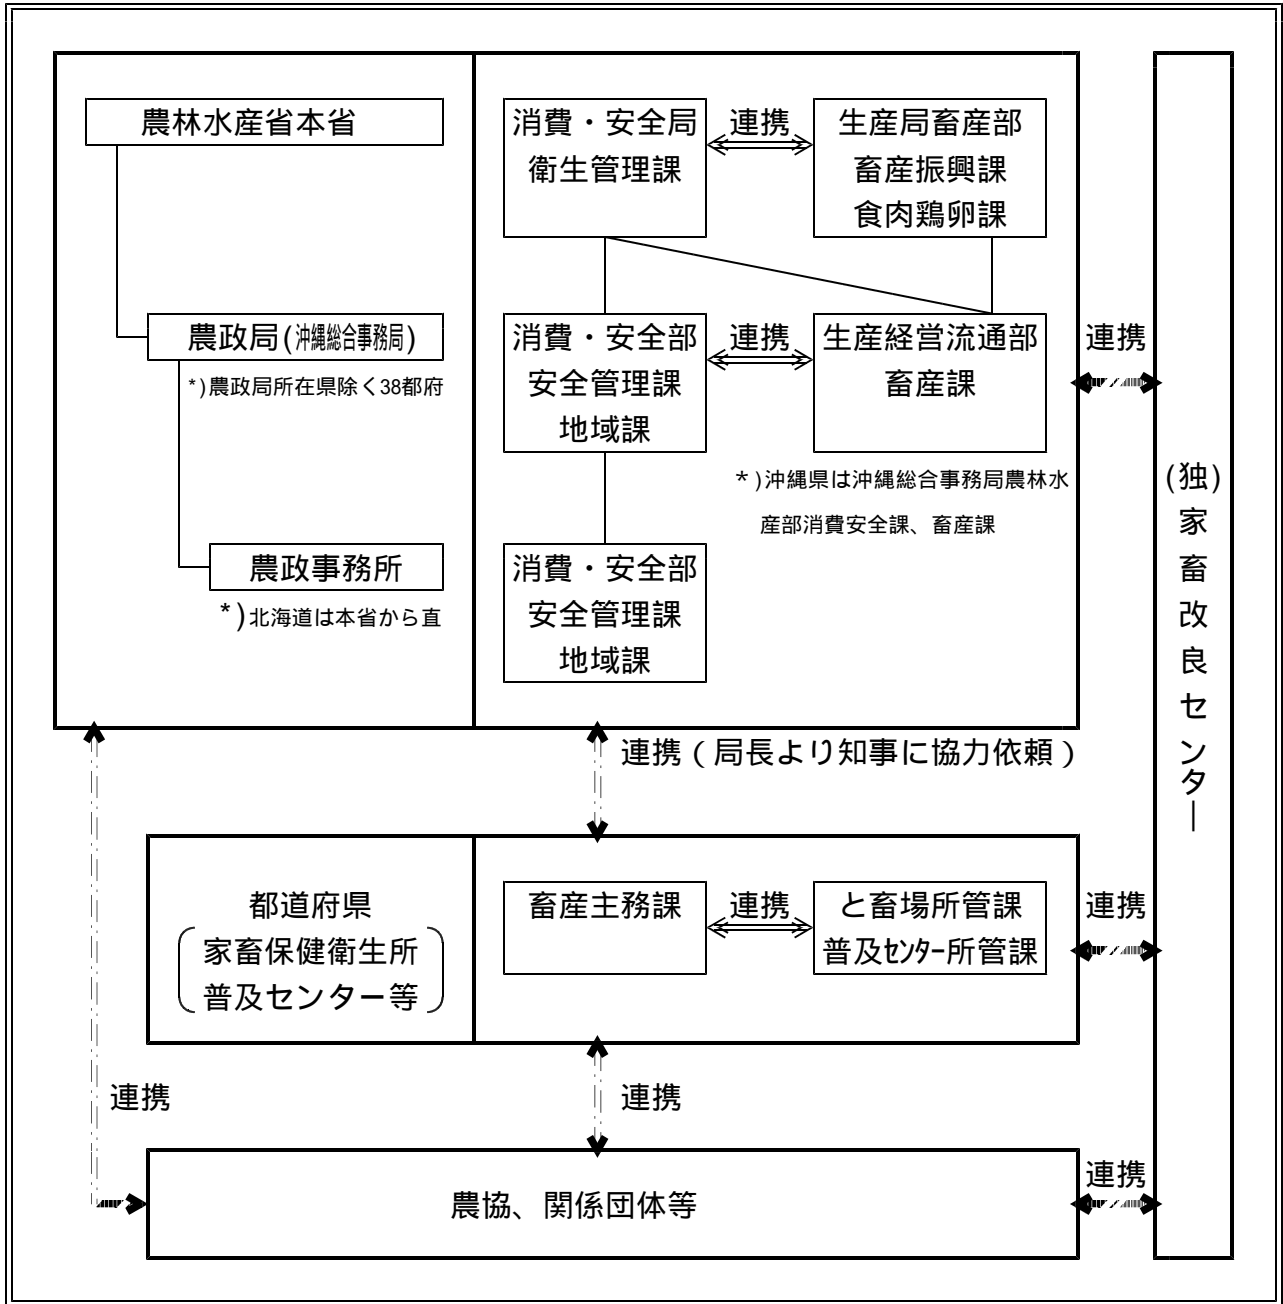 農林水産省本省
消費・安全局
衛生管理課
連携
生産局畜産部
畜産振興課
食肉鶏卵課
農政局(沖縄総合事務局)
*)農政局所在県除く38都府
消費・安全部
安全管理課
地域課
連携
生産経営流通部
畜産課
*)沖縄県は沖縄総合事務局農林水
産部消費安全課、畜産課
農政事務所
*)北海道は本省から直
消費・安全部
安全管理課
地域課
連携
(独)家畜改良センター
連携(局長より知事に協力依頼)
都道府県
家畜保健衛生所
普及センター等
畜産主務課
連携
と畜場所管課
普及センター所管課
連携
連携
連携
農協、関係団体等
連携